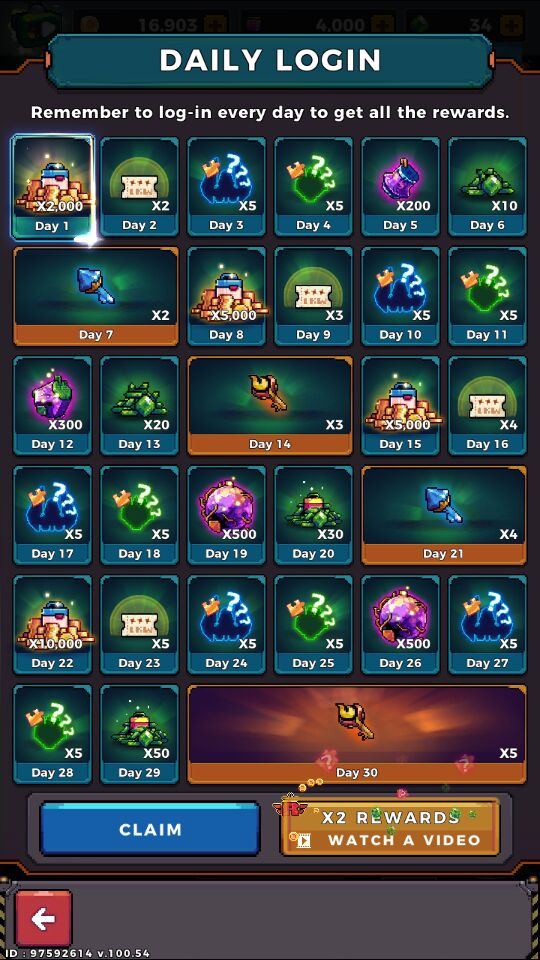 16,903 4,000 34
DAILY LOGIN
Remember to log-in every day to get all the rewards.
X2,000 X2 X5 X5 X200 X10
Day 1 Day 2 Day 3 Day 4 Day 5 Day 6
X2 X5,000 X3 X5 X5
Day 7 Day 8 Day 9 Day 10 Day 11
X300 X20 X3 X5,000 X4
Day 12 Day 13 Day 14 Day 15 Day 16
X5 X5 X500 X30 X4
Day 17 Day 18 Day 19 Day 20 Day 21
X10,000 X5 X5 X5 X500 X5
Day 22 Day 23 Day 24 Day 25 Day 26 Day 27
X5 X50 X5
Day 28 Day 29 Day 30
CLAIM
X2 REWARDS
WATCH A VIDEO
ID : 97592614 v.100.54